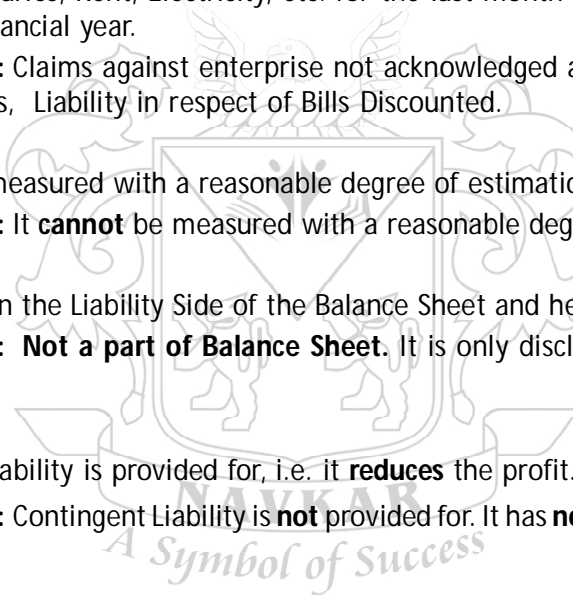 Rent, Electricity, etc. for the last month
ancial year.
: Claims against enterprise not acknowledged a
s, Liability in respect of Bills Discounted.
measured with a reasonable degree of estimatio
: It cannot be measured with a reasonable deg
n the Liability Side of the Balance Sheet and he
: Not a part of Balance Sheet. It is only discl
ability is provided for, i.e. it reduces the profit.
: Contingent Liability is not provided for. It has no
NAVKAR
A Symbol of Success